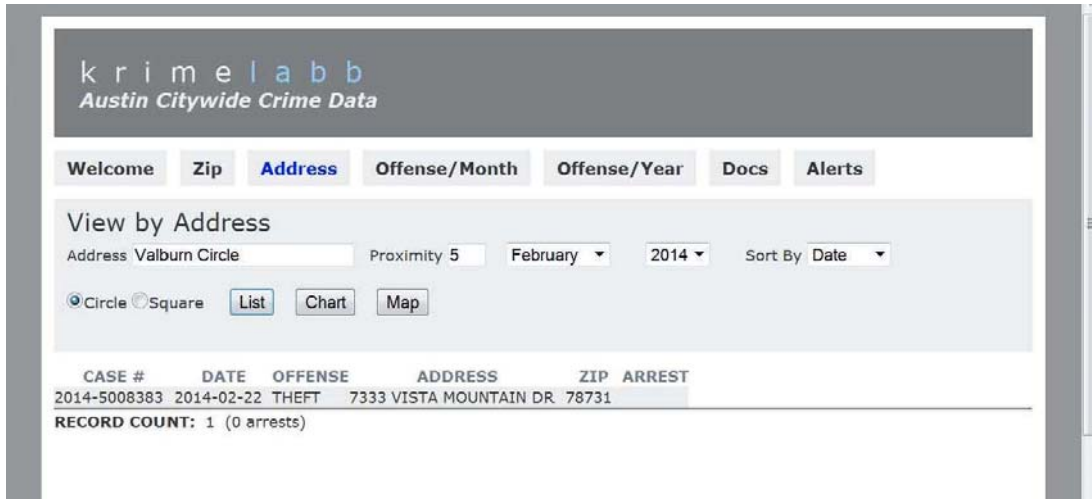 krimelabb
Austin Citywide Crime Data
Welcome Zip Address Offense/Month Offense/Year Docs Alerts
View by Address
Address Valburn Circle Proximity 5 February 2014 Sort By Date
Circle Square List Chart Map
CASE # DATE OFFENSE ADDRESS ZIP ARREST
2014-5008383 2014-02-22 THEFT 7333 VISTA MOUNTAIN DR 78731
RECORD COUNT: 1 (0 arrests)